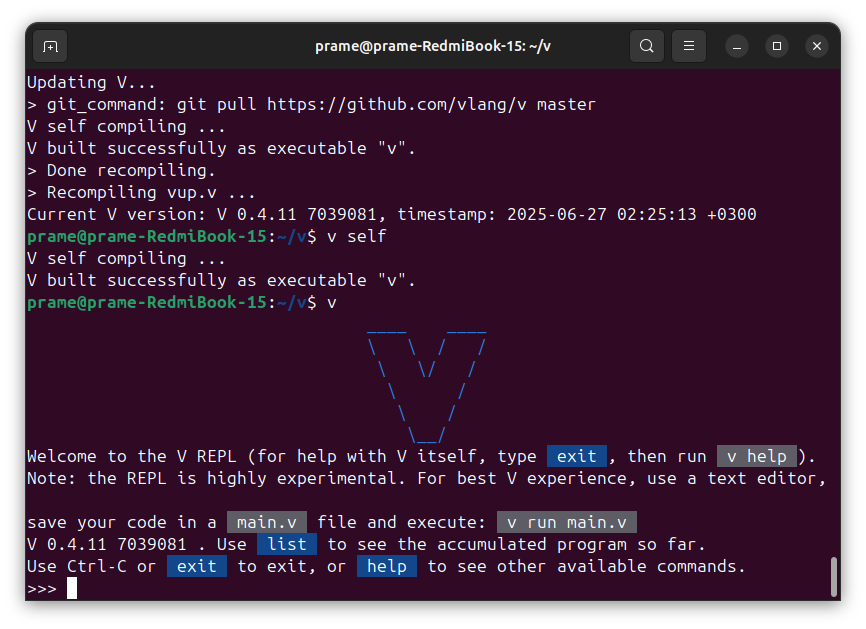 prame@prame-RedmiBook-15: ~/v
Updating V...
> git_command: git pull https://github.com/vlang/v master
V self compiling ...
V built successfully as executable "v".
> Done recompiling.
> Recompiling vup.v ...
Current V version: V 0.4.11 7039081, timestamp: 2025-06-27 02:25:13 +0300
prame@prame-RedmiBook-15:~/v$ v self
V self compiling ...
V built successfully as executable "v".
prame@prame-RedmiBook-15:~/v$ v
Welcome to the V REPL (for help with V itself, type exit , then run v help ).
Note: the REPL is highly experimental. For best V experience, use a text editor,
save your code in a main.v file and execute: v run main.v
V 0.4.11 7039081 . Use list to see the accumulated program so far.
Use Ctrl-C or exit to exit, or help to see other available commands.
>>>